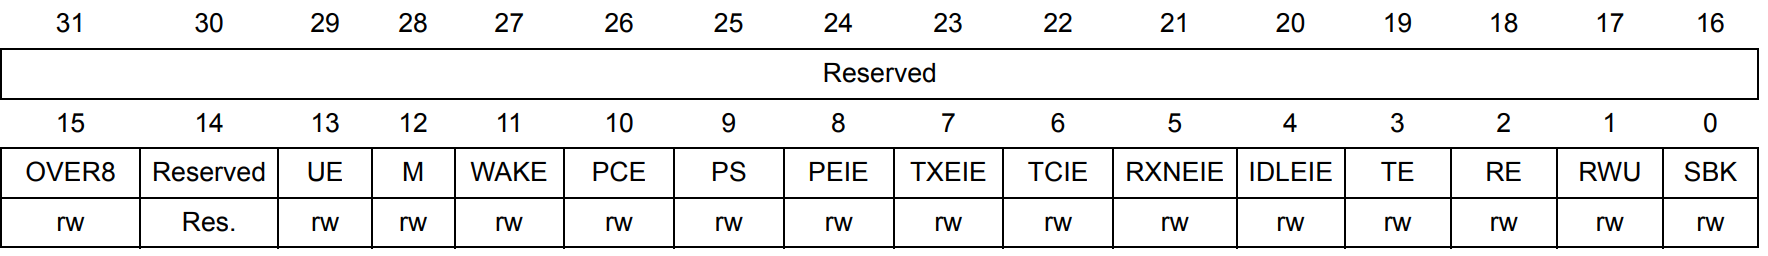 31 30 29 28 27 26 25 24 23 22 21 20 19 18 17 16
Reserved
15 14 13 12 11 10 9 8 7 6 5 4 3 2 1 0
OVER8 Reserved UE M WAKE PCE PS PEIE TXEIE TCIE RXNEIE IDLEIE TE RE RWU SBK
rw Res. rw rw rw rw rw rw rw rw rw rw rw rw rw rw